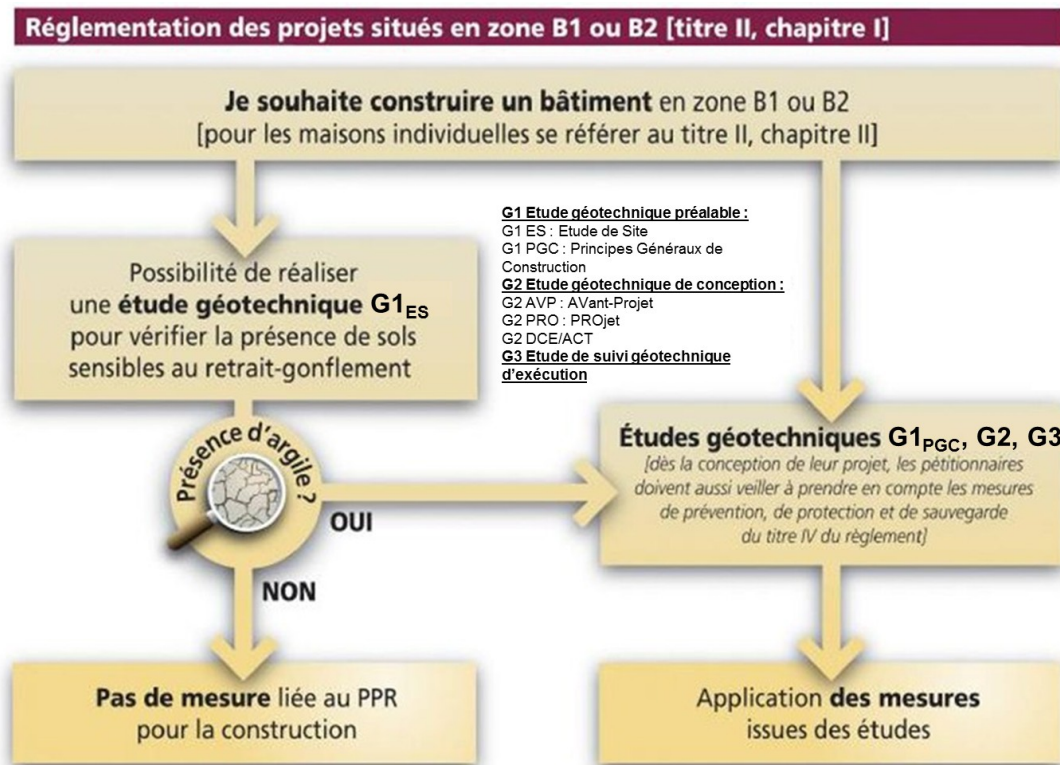 Réglementation des projets situés en zone B1 ou B2 [titre II, chapitre I]
Je souhaite construire un bâtiment en zone B1 ou B2
[pour les maisons individuelles se référer au titre II, chapitre II]
Possibilité de réaliser
une étude géotechnique G1ES
pour vérifier la présence de sols
sensibles au retrait-gonflement
G1 Etude géotechnique préalable :
G1 ES : Etude de Site
G1 PGC : Principes Généraux de
Construction
G2 Etude géotechnique de conception :
G2 AVP : AVant-Projet
G2 PRO : PROjet
G2 DCE/ACT
G3 Etude de suivi géotechnique
d'exécution
Présence d'argile ?
OUI
NON
Études géotechniques G1PGC, G2, G3
[dès la conception de leur projet, les pétitionnaires
doivent aussi veiller à prendre en compte les mesures
de prévention, de protection et de sauvegarde
du titre IV du règlement]
Pas de mesure liée au PPR
pour la construction
Application des mesures
issues des études